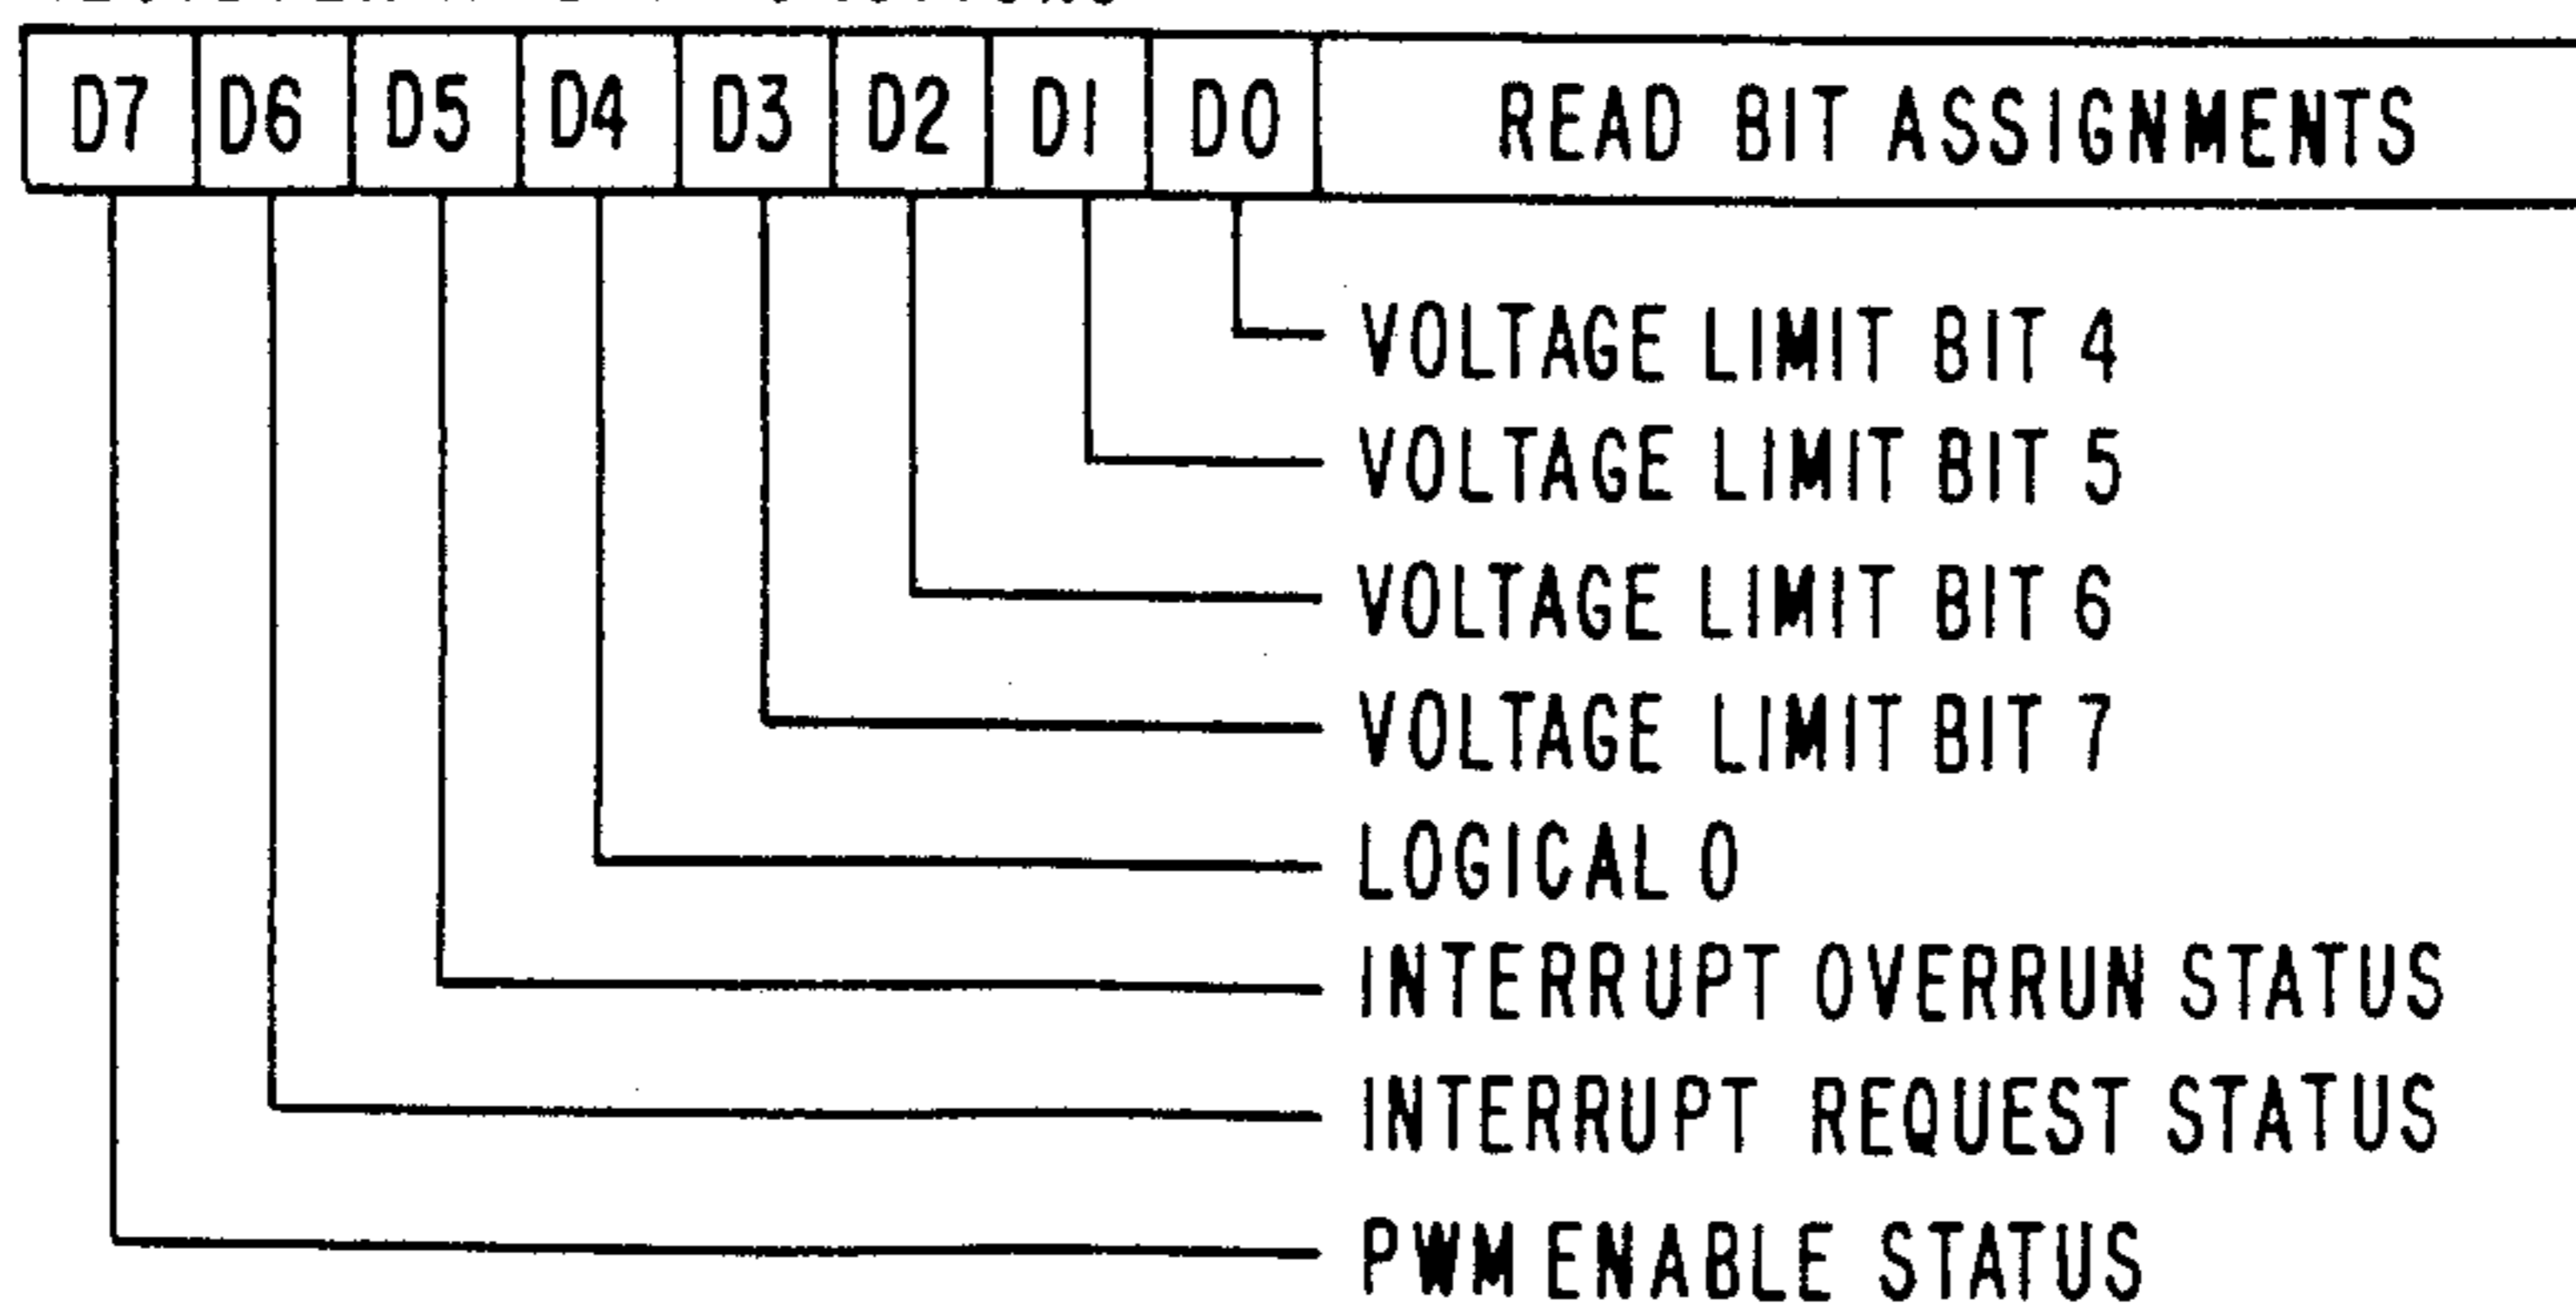 D7 D6 D5 D4 D3 D2 D1 D0 READ BIT ASSIGNMENTS
VOLTAGE LIMIT BIT 4
VOLTAGE LIMIT BIT 5
VOLTAGE LIMIT BIT 6
VOLTAGE LIMIT BIT 7
LOGICAL 0
INTERRUPT OVERRUN STATUS
INTERRUPT REQUEST STATUS
PWM ENABLE STATUS